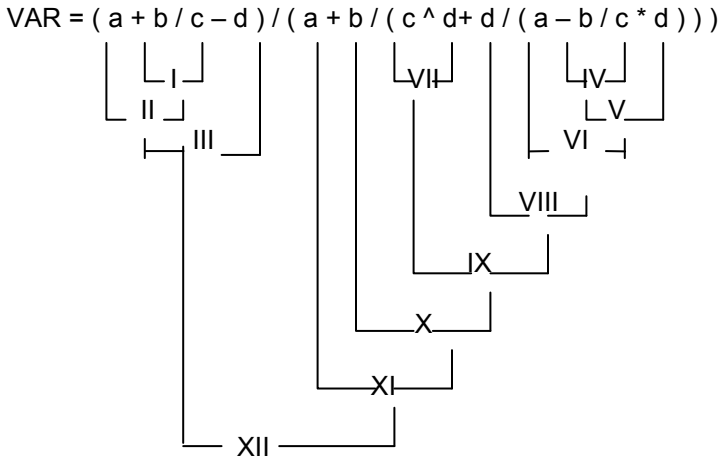 VAR = ( a + b / c – d ) / ( a + b / ( c ^ d+ d / ( a – b / c * d ) ) )
I VII IV
II V
III VI
VIII
IX
X
XI
XII